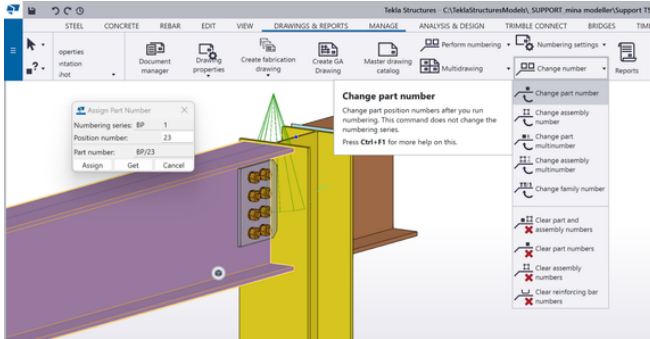 Tekla Structures - C:\TeklaStructuresModels\_SUPPORT_mina modeller\Support TS
STEEL CONCRETE REBAR EDIT VIEW DRAWINGS & REPORTS MANAGE ANALYSIS & DESIGN TRIMBLE CONNECT BRIDGES TIM
operties
ntation
ihot
Document
manager
Drawing
properties
Create fabrication
drawing
Create GA
Drawing
Master drawing
catalog
Perform numbering
Multidrawing
Numbering settings
Change number
Reports
Assign Part Number
Numbering series: BP 1
Position number: 23
Part number: BP/23
Assign Get Cancel
Change part number
Change part position numbers after you run
numbering. This command does not change the
numbering series.
Press Ctrl+F1 for more help on this.
Change part number
Change assembly
number
Change part
multinumber
Change assembly
multinumber
Change family number
Clear part and
assembly numbers
Clear part numbers
Clear assembly
numbers
Clear reinforcing bar
numbers